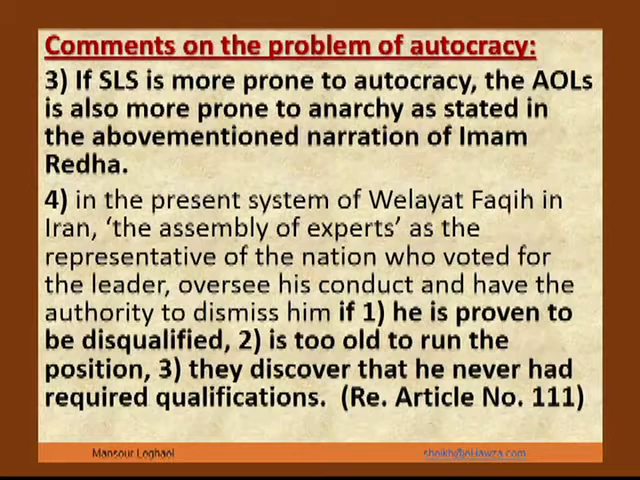 Comments on the problem of autocracy:
3) If SLS is more prone to autocracy, the AOLs
is also more prone to anarchy as stated in
the abovementioned narration of Imam
Redha.
4) in the present system of Welayat Faqih in
Iran, ‘the assembly of experts’ as the
representative of the nation who voted for
the leader, oversee his conduct and have the
authority to dismiss him if 1) he is proven to
be disqualified, 2) is too old to run the
position, 3) they discover that he never had
required qualifications. (Re. Article No. 111)
Mansour Leghaei